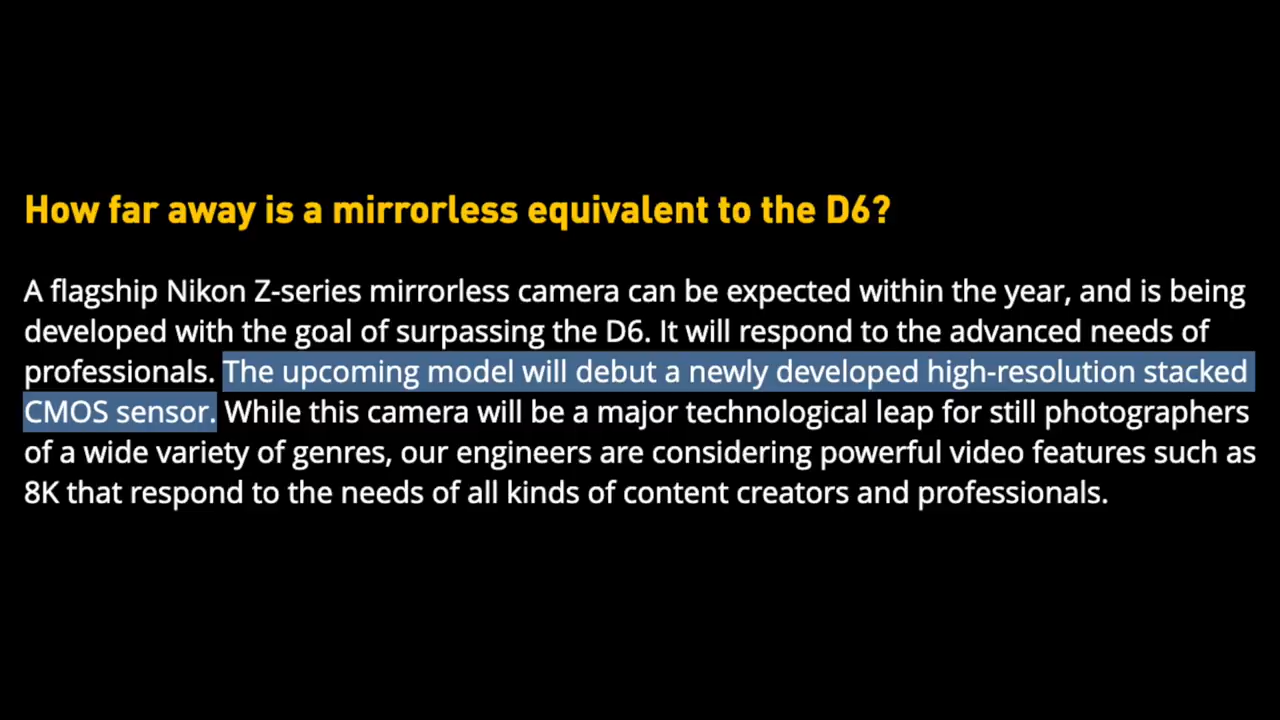 How far away is a mirrorless equivalent to the D6?
A flagship Nikon Z-series mirrorless camera can be expected within the year, and is being
developed with the goal of surpassing the D6. It will respond to the advanced needs of
professionals. The upcoming model will debut a newly developed high-resolution stacked
CMOS sensor. While this camera will be a major technological leap for still photographers
of a wide variety of genres, our engineers are considering powerful video features such as
8K that respond to the needs of all kinds of content creators and professionals.